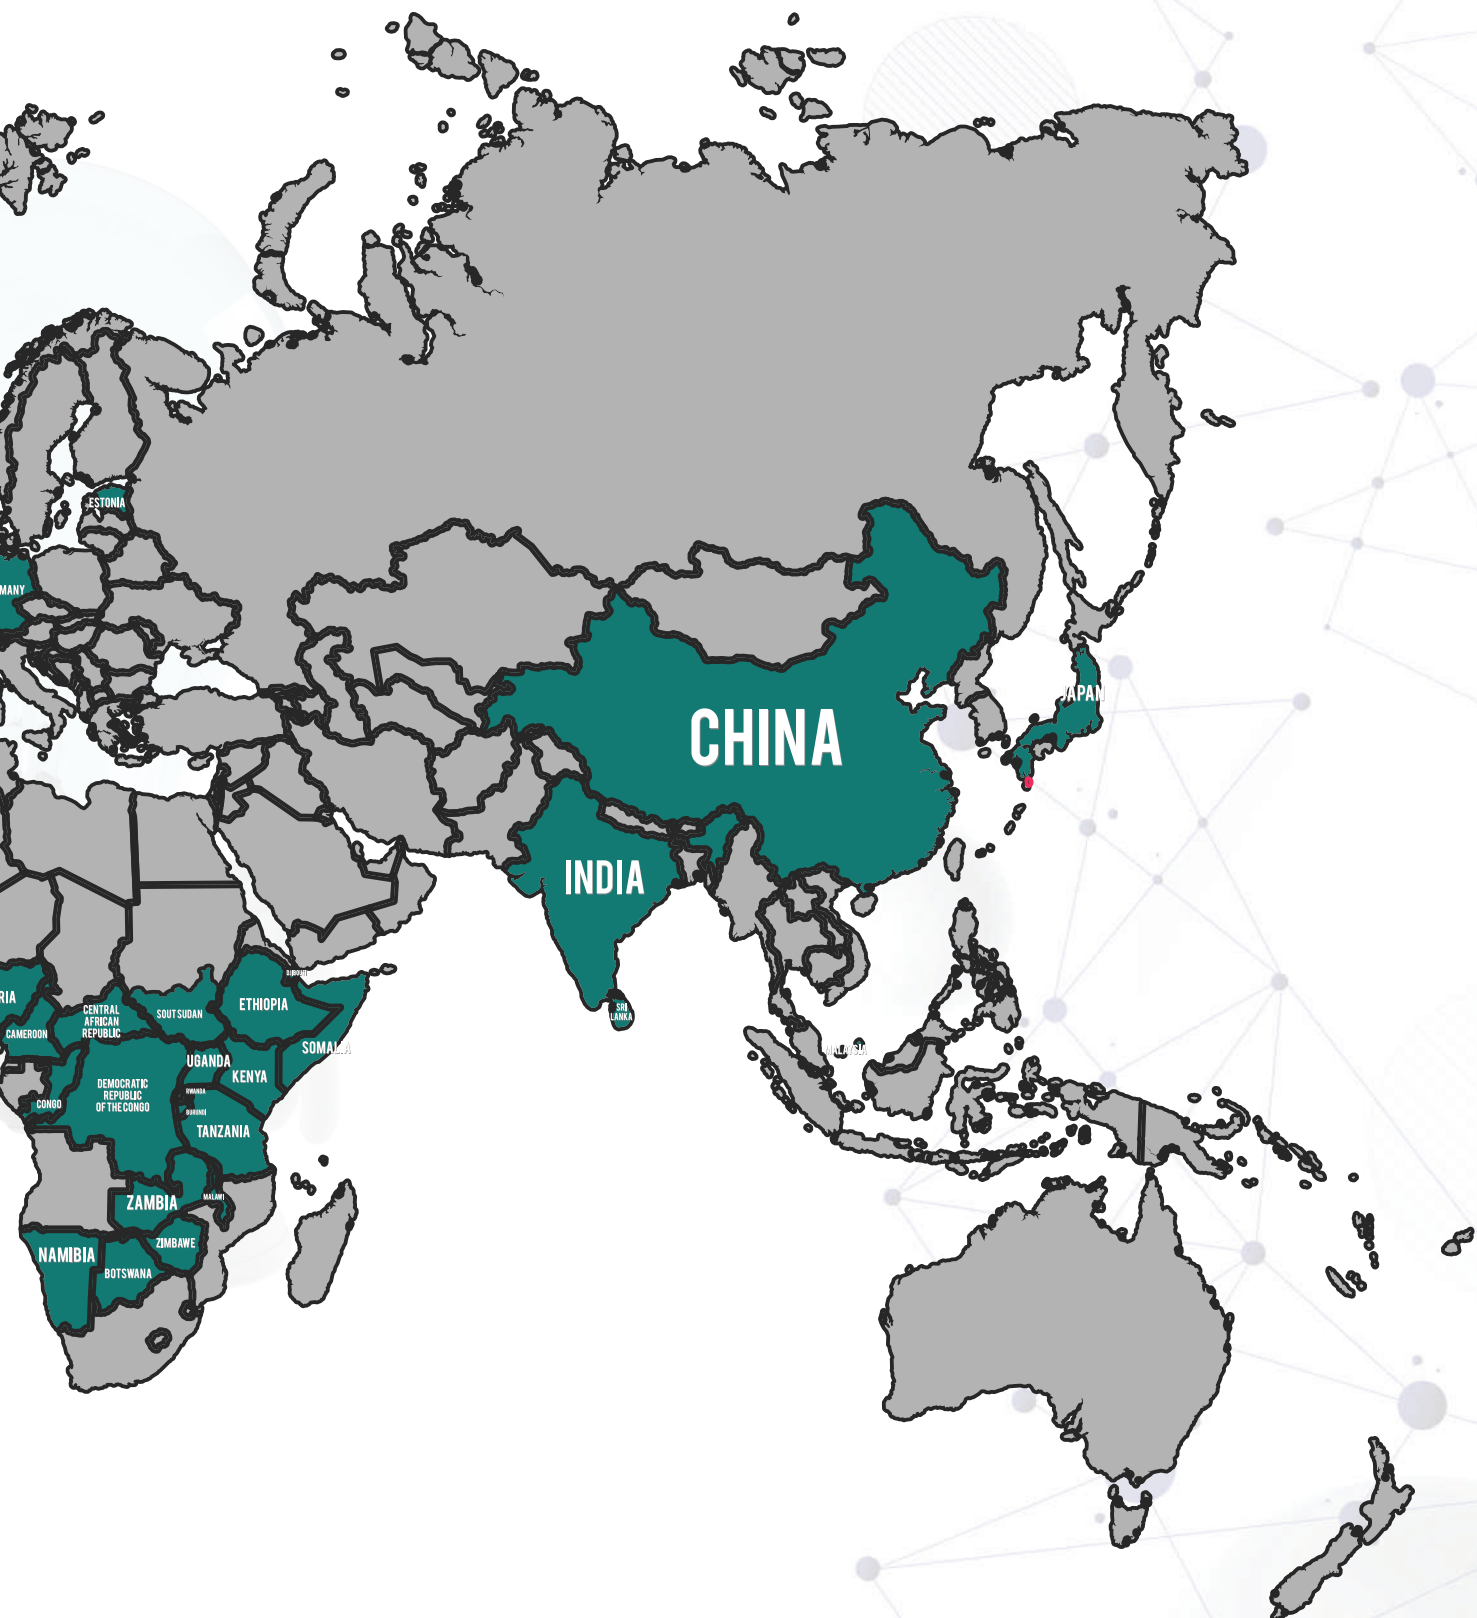 ESTONIA
MANY
JAPAN
CHINA
INDIA
SRI
LANKA
DJIBOUTI
RIA
CENTRAL
AFRICAN
REPUBLIC
SOUT SUDAN
ETHIOPIA
CAMEROON
SOMALIA
MALAYSIA
UGANDA
KENYA
DEMOCRATIC
REPUBLIC
OF THE CONGO
RWANDA
CONGO
BURUNDI
TANZANIA
ZAMBIA
MALAWI
ZIMBAWE
NAMIBIA
BOTSWANA